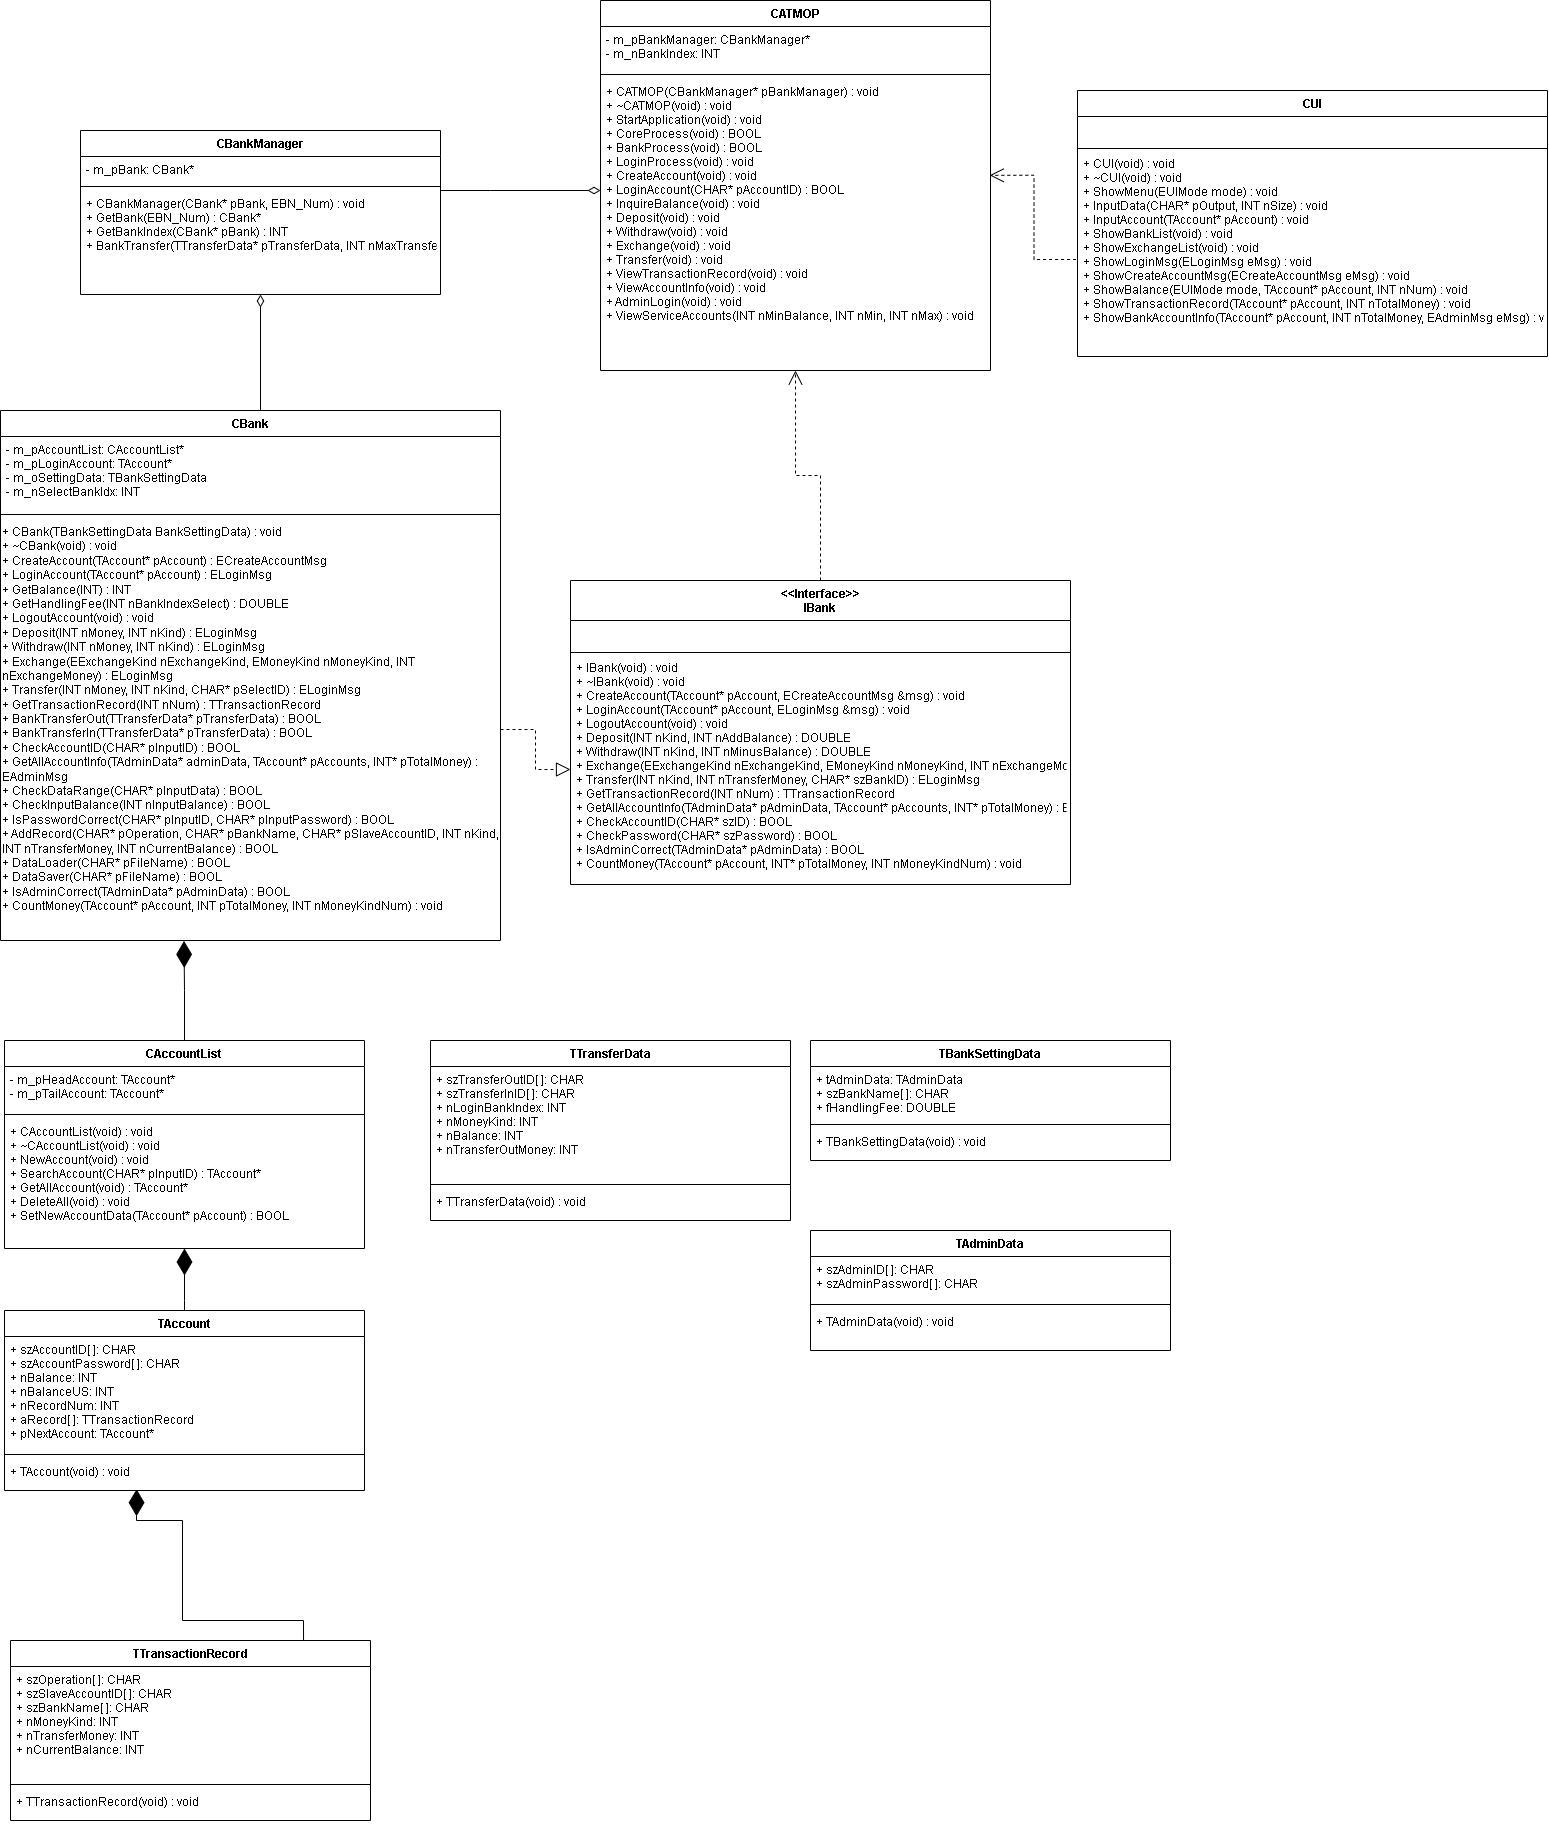 CATMOP
- m_pBankManager: CBankManager*
- m_nBankIndex: INT
+ CATMOP(CBankManager* pBankManager) : void
+ ~CATMOP(void) : void
+ StartApplication(void) : void
+ CoreProcess(void) : BOOL
+ BankProcess(void) : BOOL
+ LoginProcess(void) : void
+ CreateAccount(void) : void
+ LoginAccount(CHAR* pAccountID) : BOOL
+ InquireBalance(void) : void
+ Deposit(void) : void
+ Withdraw(void) : void
+ Exchange(void) : void
+ Transfer(void) : void
+ ViewTransactionRecord(void) : void
+ ViewAccountInfo(void) : void
+ AdminLogin(void) : void
+ ViewServiceAccounts(INT nMinBalance, INT nMin, INT nMax) : void
CUI
+ CUI(void) : void
+ ~CUI(void) : void
+ ShowMenu(EUIMode mode) : void
+ InputData(CHAR* pOutput, INT nSize) : void
+ InputAccount(TAccount* pAccount) : void
+ ShowBankList(void) : void
+ ShowExchangeList(void) : void
+ ShowLoginMsg(ELoginMsg eMsg) : void
+ ShowCreateAccountMsg(ECreateAccountMsg eMsg) : void
+ ShowBalance(EUIMode mode, TAccount* pAccount, INT nNum) : void
+ ShowTransactionRecord(TAccount* pAccount, INT nTotalMoney) : void
+ ShowBankAccountInfo(TAccount* pAccount, INT nTotalMoney, EAdminMsg eMsg) : v
CBankManager
- m_pBank: CBank*
+ CBankManager(CBank* pBank, EBN_Num) : void
+ GetBank(EBN_Num) : CBank*
+ GetBankIndex(CBank* pBank) : INT
+ BankTransfer(TTransferData* pTransferData, INT nMaxTransfe
CBank
- m_pAccountList: CAccountList*
- m_pLoginAccount: TAccount*
- m_oSettingData: TBankSettingData
- m_nSelectBankIdx: INT
+ CBank(TBankSettingData BankSettingData) : void
+ ~CBank(void) : void
+ CreateAccount(TAccount* pAccount) : ECreateAccountMsg
+ LoginAccount(TAccount* pAccount) : ELoginMsg
+ GetBalance(INT) : INT
+ GetHandlingFee(INT nBankIndexSelect) : DOUBLE
+ LogoutAccount(void) : void
+ Deposit(INT nMoney, INT nKind) : ELoginMsg
+ Withdraw(INT nMoney, INT nKind) : ELoginMsg
+ Exchange(EExchangeKind nExchangeKind, EMoneyKind nMoneyKind, INT
nExchangeMoney) : ELoginMsg
+ Transfer(INT nMoney, INT nKind, CHAR* pSelectID) : ELoginMsg
+ GetTransactionRecord(INT nNum) : TTransactionRecord
+ BankTransferOut(TTransferData* pTransferData) : BOOL
+ BankTransferIn(TTransferData* pTransferData) : BOOL
+ CheckAccountID(CHAR* pInputID) : BOOL
+ GetAllAccountInfo(TAdminData* adminData, TAccount* pAccounts, INT* pTotalMoney) :
EAdminMsg
+ CheckDataRange(CHAR* pInputData) : BOOL
+ CheckInputBalance(INT nInputBalance) : BOOL
+ IsPasswordCorrect(CHAR* pInputID, CHAR* pInputPassword) : BOOL
+ AddRecord(CHAR* pOperation, CHAR* pBankName, CHAR* pSlaveAccountID, INT nKind,
INT nTransferMoney, INT nCurrentBalance) : BOOL
+ DataLoader(CHAR* pFileName) : BOOL
+ DataSaver(CHAR* pFileName) : BOOL
+ IsAdminCorrect(TAdminData* pAdminData) : BOOL
+ CountMoney(TAccount* pAccount, INT pTotalMoney, INT nMoneyKindNum) : void
<<Interface>>
IBank
+ IBank(void) : void
+ ~IBank(void) : void
+ CreateAccount(TAccount* pAccount, ECreateAccountMsg &msg) : void
+ LoginAccount(TAccount* pAccount, ELoginMsg &msg) : void
+ LogoutAccount(void) : void
+ Deposit(INT nKind, INT nAddBalance) : DOUBLE
+ Withdraw(INT nKind, INT nMinusBalance) : DOUBLE
+ Exchange(EExchangeKind nExchangeKind, EMoneyKind nMoneyKind, INT nExchangeMo
+ Transfer(INT nKind, INT nTransferMoney, CHAR* szBankID) : ELoginMsg
+ GetTransactionRecord(INT nNum) : TTransactionRecord
+ GetAllAccountInfo(TAdminData* pAdminData, TAccount* pAccounts, INT* pTotalMoney) : E
+ CheckAccountID(CHAR* szID) : BOOL
+ CheckPassword(CHAR* szPassword) : BOOL
+ IsAdminCorrect(TAdminData* pAdminData) : BOOL
+ CountMoney(TAccount* pAccount, INT* pTotalMoney, INT nMoneyKindNum) : void
CAccountList
- m_pHeadAccount: TAccount*
- m_pTailAccount: TAccount*
+ CAccountList(void) : void
+ ~CAccountList(void) : void
+ NewAccount(void) : void
+ SearchAccount(CHAR* pInputID) : TAccount*
+ GetAllAccount(void) : TAccount*
+ DeleteAll(void) : void
+ SetNewAccountData(TAccount* pAccount) : BOOL
TTransferData
+ szTransferOutID[ ]: CHAR
+ szTransferInID[ ]: CHAR
+ nLoginBankIndex: INT
+ nMoneyKind: INT
+ nBalance: INT
+ nTransferOutMoney: INT
+ TTransferData(void) : void
TBankSettingData
+ tAdminData: TAdminData
+ szBankName[ ]: CHAR
+ fHandlingFee: DOUBLE
+ TBankSettingData(void) : void
TAdminData
+ szAdminID[ ]: CHAR
+ szAdminPassword[ ]: CHAR
+ TAdminData(void) : void
TAccount
+ szAccountID[ ]: CHAR
+ szAccountPassword[ ]: CHAR
+ nBalance: INT
+ nBalanceUS: INT
+ nRecordNum: INT
+ aRecord[ ]: TTransactionRecord
+ pNextAccount: TAccount*
+ TAccount(void) : void
TTransactionRecord
+ szOperation[ ]: CHAR
+ szSlaveAccountID[ ]: CHAR
+ szBankName[ ]: CHAR
+ nMoneyKind: INT
+ nTransferMoney: INT
+ nCurrentBalance: INT
+ TTransactionRecord(void) : void